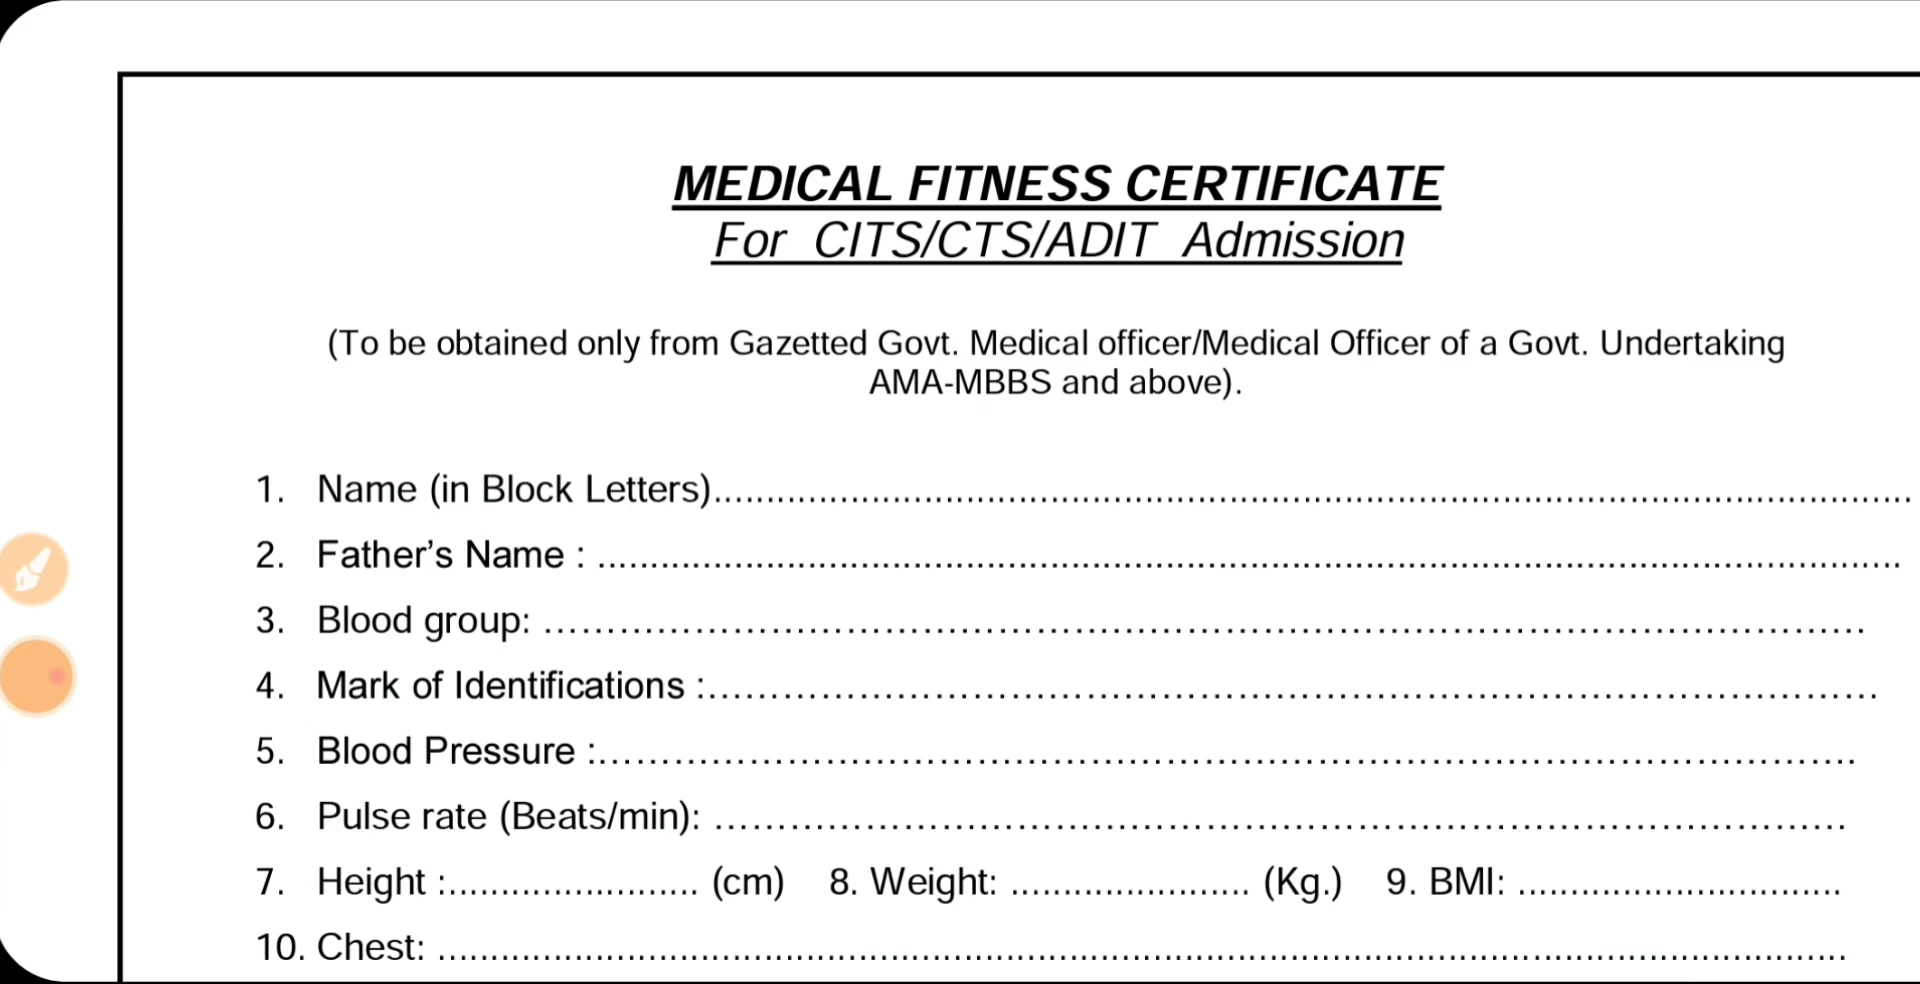 MEDICAL FITNESS CERTIFICATE
For CITS/CTS/ADIT Admission
(To be obtained only from Gazetted Govt. Medical officer/Medical Officer of a Govt. Undertaking
AMA-MBBS and above).
1. Name (in Block Letters)..........................................................................................................
2. Father’s Name : ..........................................................................................................
3. Blood group: ..........................................................................................................
4. Mark of Identifications :..........................................................................................................
5. Blood Pressure :..........................................................................................................
6. Pulse rate (Beats/min): ..........................................................................................................
7. Height :........................ (cm) 8. Weight: ....................... (Kg.) 9. BMI: ...............................
10. Chest: ..........................................................................................................